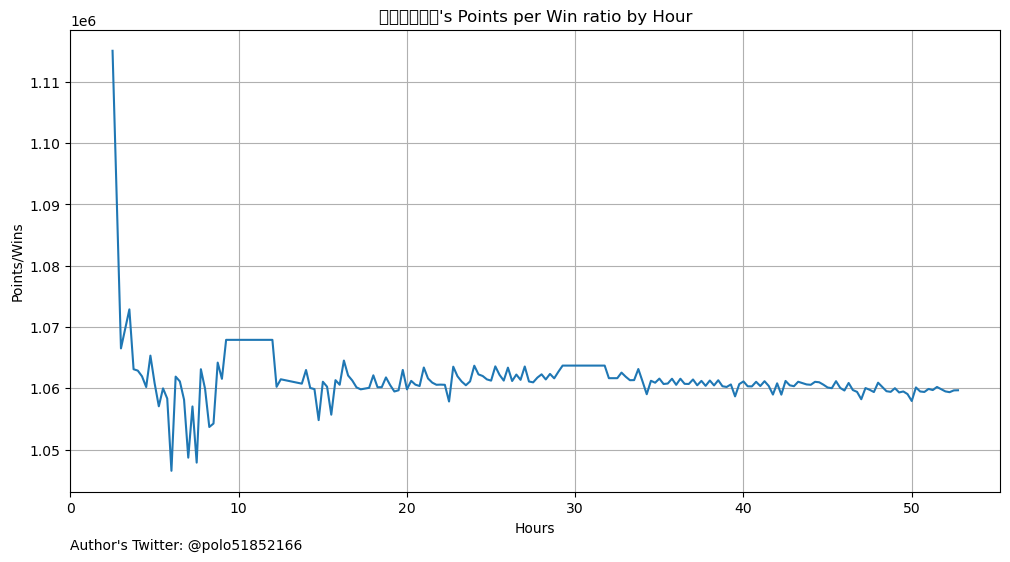 's Points per Win ratio by Hour
1e6
1.11
1.10
1.09
1.08
1.07
1.06
1.05
Points/Wins
0 10 20 30 40 50
Hours
Author's Twitter: @polo51852166